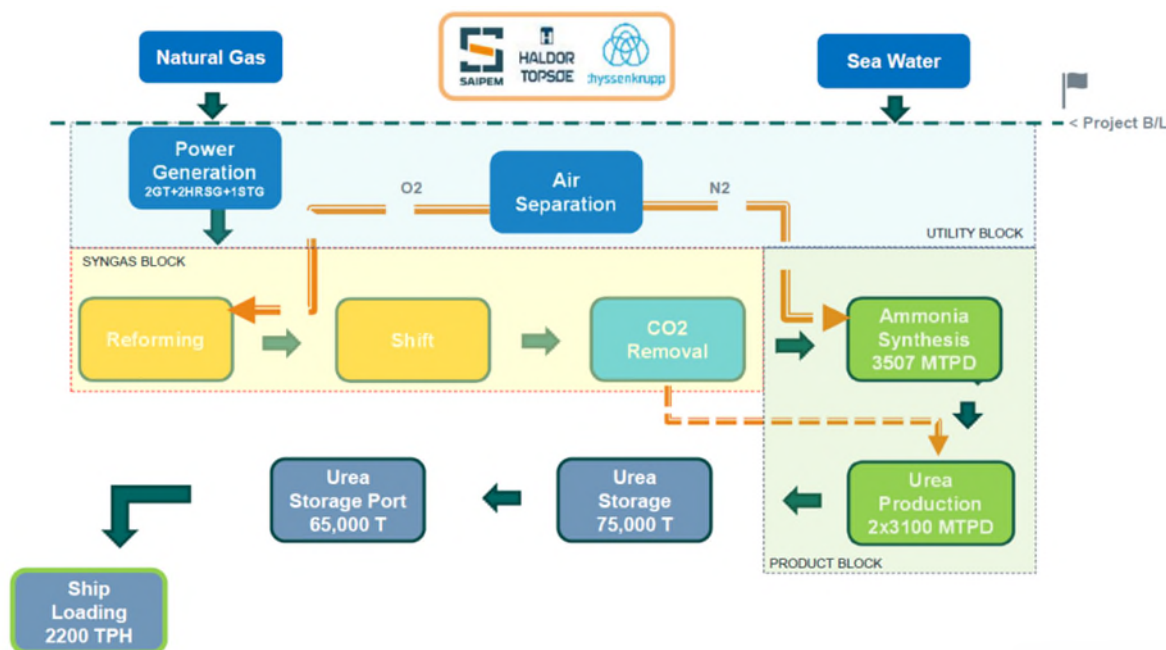 Natural Gas
SAIPEM
HALDOR
TOPSØE
thyssenkrupp
Sea Water
< Project B/L
Power
Generation
2GT+2HRSG+1STG
O2
Air
Separation
N2
UTILITY BLOCK
SYNGAS BLOCK
Reforming
Shift
CO2
Removal
Ammonia
Synthesis
3507 MTPD
Urea
Storage Port
65,000 T
Urea
Storage
75,000 T
Urea
Production
2x3100 MTPD
PRODUCT BLOCK
Ship
Loading
2200 TPH